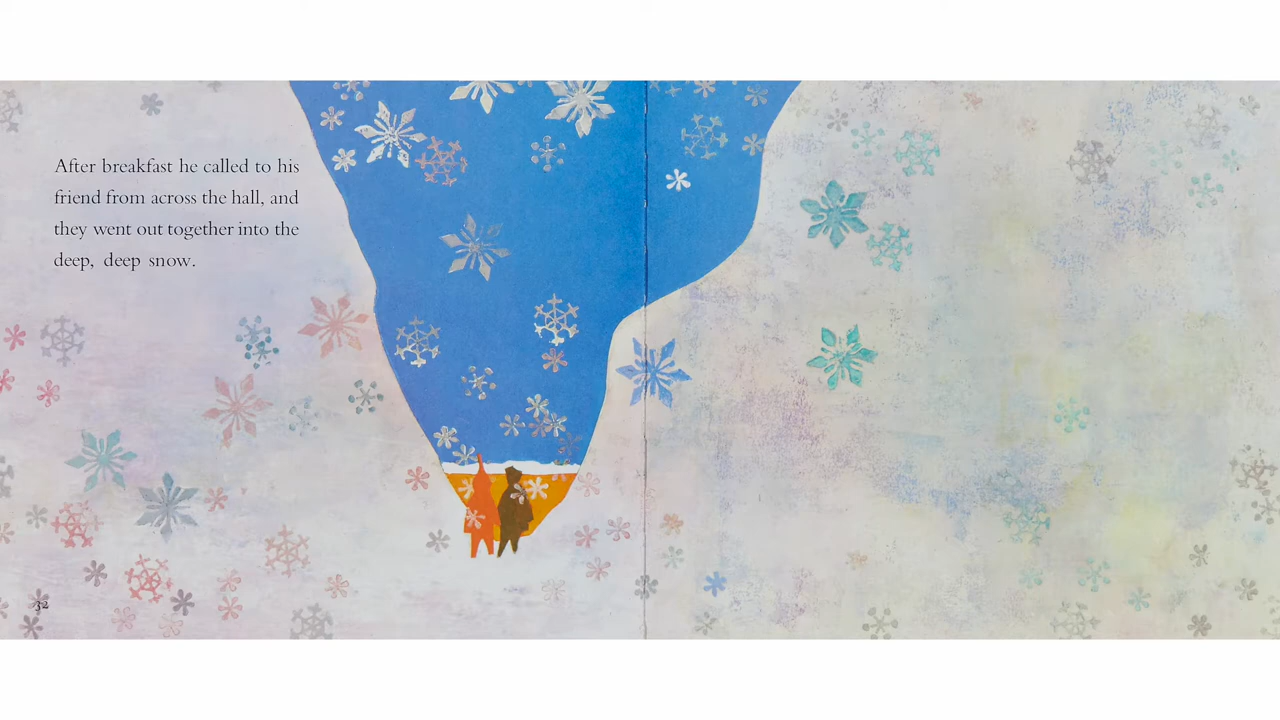 After breakfast he called to his
friend from across the hall, and
they went out together into the
deep, deep snow.
32